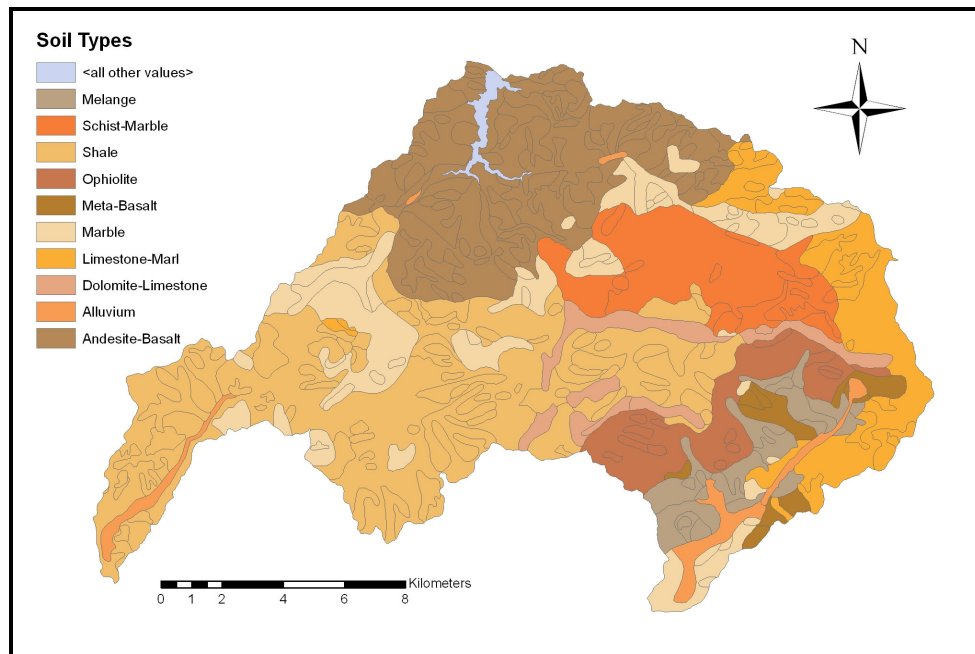 Soil Types
<all other values>
Melange
Schist-Marble
Shale
Ophiolite
Meta-Basalt
Marble
Limestone-Marl
Dolomite-Limestone
Alluvium
Andesite-Basalt
N
Kilometers
0 1 2 4 6 8